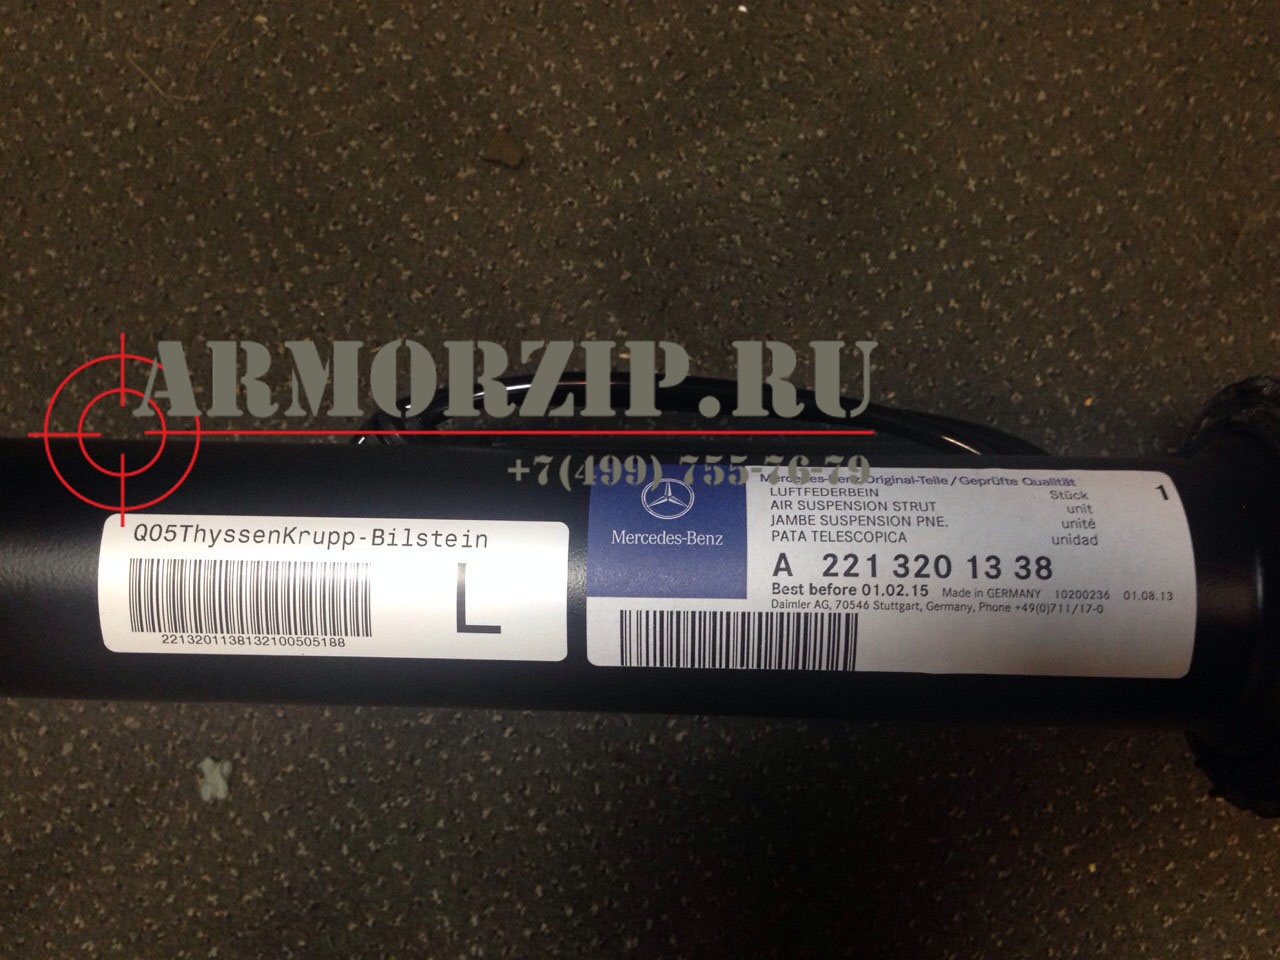 ARMORZIP.RU
+7(499) 755-76-79
Q05ThyssenKrupp-Bilstein
L
2213201138132100505188
Mercedes-Benz
Mercedes-Benz Original-Teile / Geprüfte Qualität
LUFTFEDERBEIN Stück 1
AIR SUSPENSION STRUT unit
JAMBE SUSPENSION PNE. unité
PATA TELESCOPICA unidad
A 221 320 13 38
Best before 01.02.15 Made in GERMANY 10200236 01.08.13
Daimler AG, 70546 Stuttgart, Germany, Phone +49(0)711/17-0